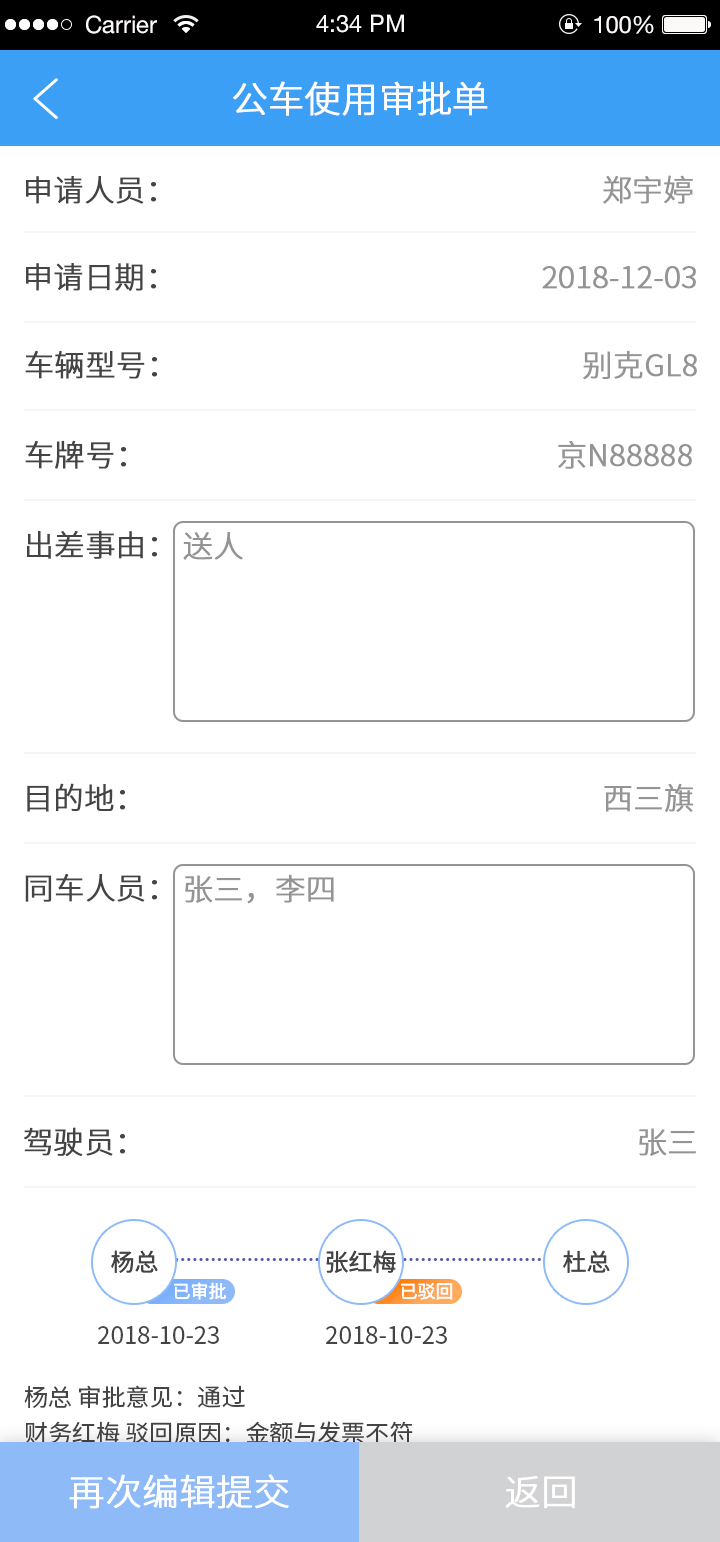 Carrier 4:34 PM 100%
公车使用审批单
申请人员： 郑宇婷
申请日期： 2018-12-03
车辆型号： 别克GL8
车牌号： 京N88888
出差事由： 送人
目的地： 西三旗
同车人员： 张三，李四
驾驶员： 张三
杨总 张红梅 杜总
已审批 已驳回
2018-10-23 2018-10-23
杨总 审批意见：通过
财务红梅 驳回原因：金额与发票不符
再次编辑提交 返回